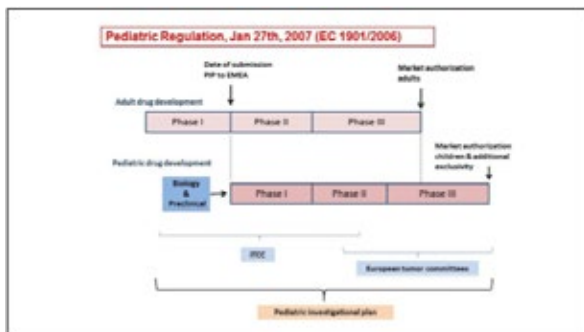 Pediatric Regulation, Jan 27th, 2007 (EC 1901/2006)
Date of submission
PIP to EMEA
Market authorization
adults
Adult drug development
Phase I
Phase II
Phase III
Market authorization
children & additional
exclusivity
Pediatric drug development
Biology
&
Preclinical
Phase I
Phase II
Phase III
ITCC
European tumor committees
Pediatric investigational plan